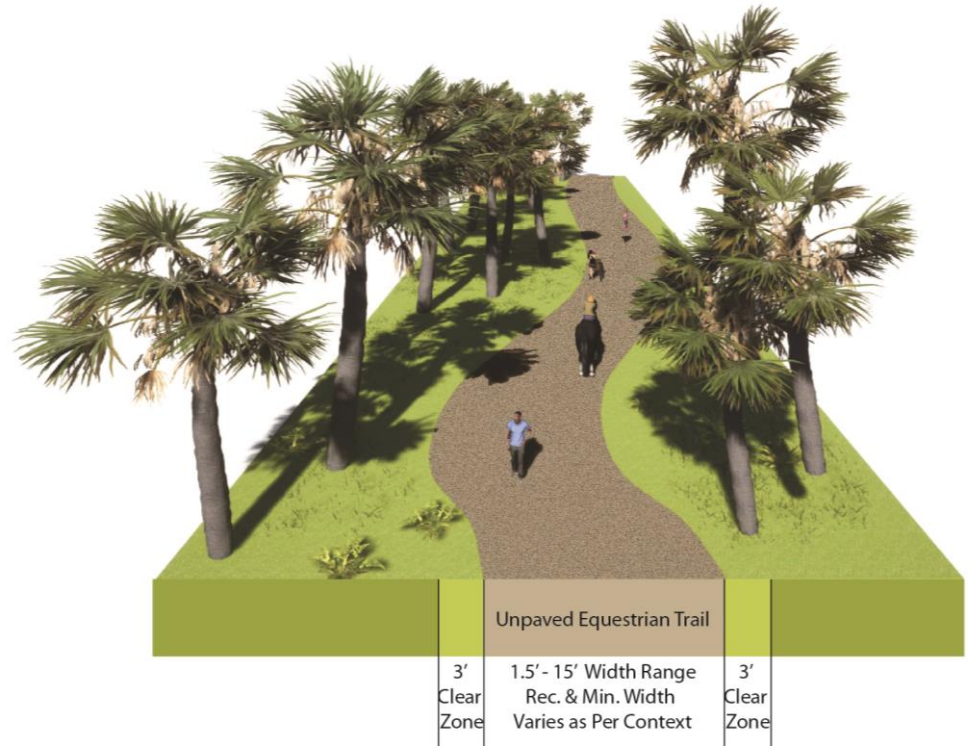 Unpaved Equestrian Trail
3'
Clear
Zone
1.5' - 15' Width Range
Rec. & Min. Width
Varies as Per Context
3'
Clear
Zone